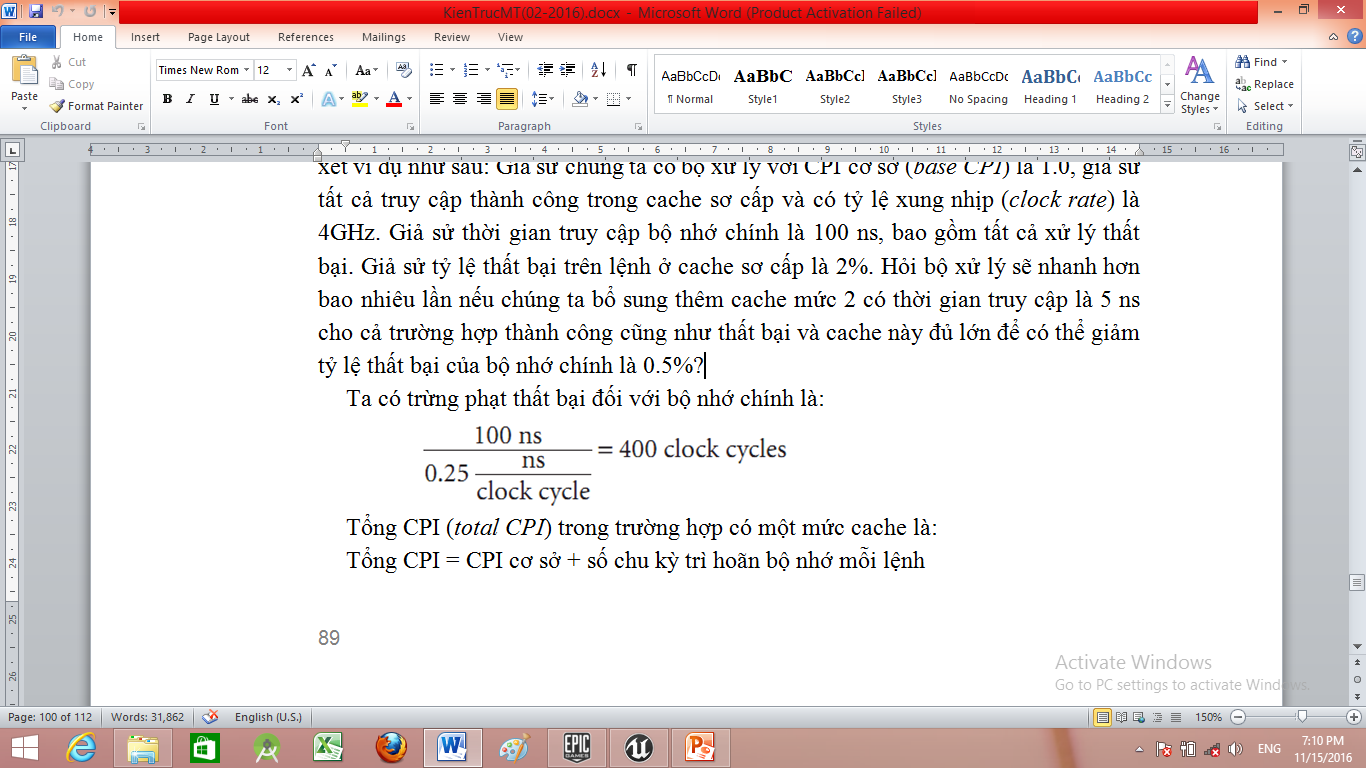 KienTrucMT(02-2016).docx - Microsoft Word (Product Activation Failed)
File Home Insert Page Layout References Mailings Review View
Paste
Cut
Copy
Format Painter
Clipboard
Times New Rom 12
Font
Paragraph
AaBbCcDc AaBbC AaBbCcI AaBbCcI AaBbCcDc AaBbC AaBbCc
¶ Normal Style1 Style2 Style3 No Spacing Heading 1 Heading 2
Change
Styles
Styles
Find
Replace
Select
Editing
xét ví dụ như sau: Giả sử chúng ta có bộ xử lý với CPI cơ sở (base CPI) là 1.0, giả sử
tất cả truy cập thành công trong cache sơ cấp và có tỷ lệ xung nhịp (clock rate) là
4GHz. Giả sử thời gian truy cập bộ nhớ chính là 100 ns, bao gồm tất cả xử lý thất
bại. Giả sử tỷ lệ thất bại trên lệnh ở cache sơ cấp là 2%. Hỏi bộ xử lý sẽ nhanh hơn
bao nhiêu lần nếu chúng ta bổ sung thêm cache mức 2 có thời gian truy cập là 5 ns
cho cả trường hợp thành công cũng như thất bại và cache này đủ lớn để có thể giảm
tỷ lệ thất bại của bộ nhớ chính là 0.5%?
Ta có trừng phạt thất bại đối với bộ nhớ chính là:
100 ns
0.25 ns
clock cycle
= 400 clock cycles
Tổng CPI (total CPI) trong trường hợp có một mức cache là:
Tổng CPI = CPI cơ sở + số chu kỳ trì hoãn bộ nhớ mỗi lệnh
89
Activate Windows
Go to PC settings to activate Windows.
Page: 100 of 112 Words: 31,862 English (U.S.) 150%
EPIC GAMES
ENG
7:10 PM
11/15/2016